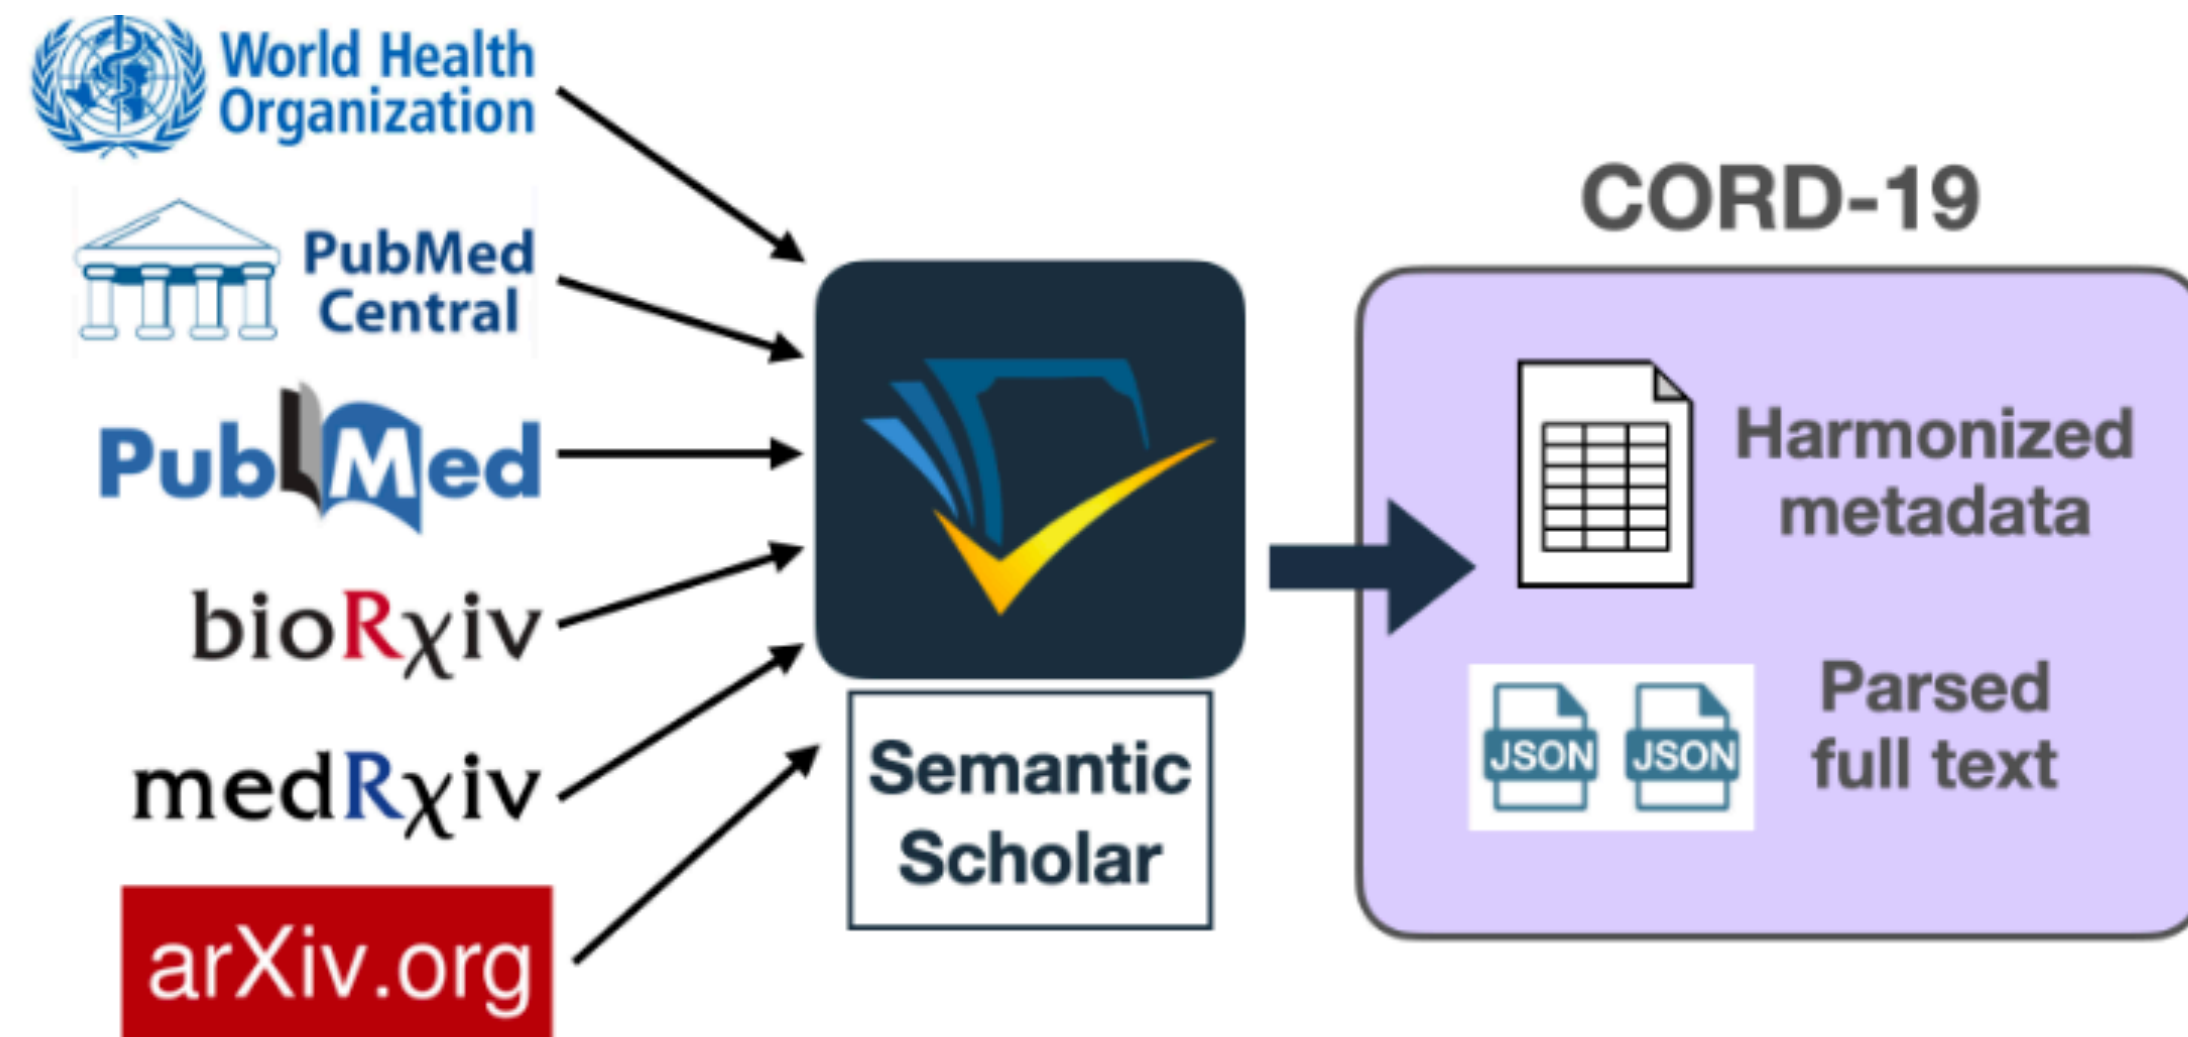 World Health
Organization
PubMed
Central
PubMed
bioRχiv
medRχiv
arXiv.org
Semantic
Scholar
CORD-19
Harmonized
metadata
JSON JSON
Parsed
full text